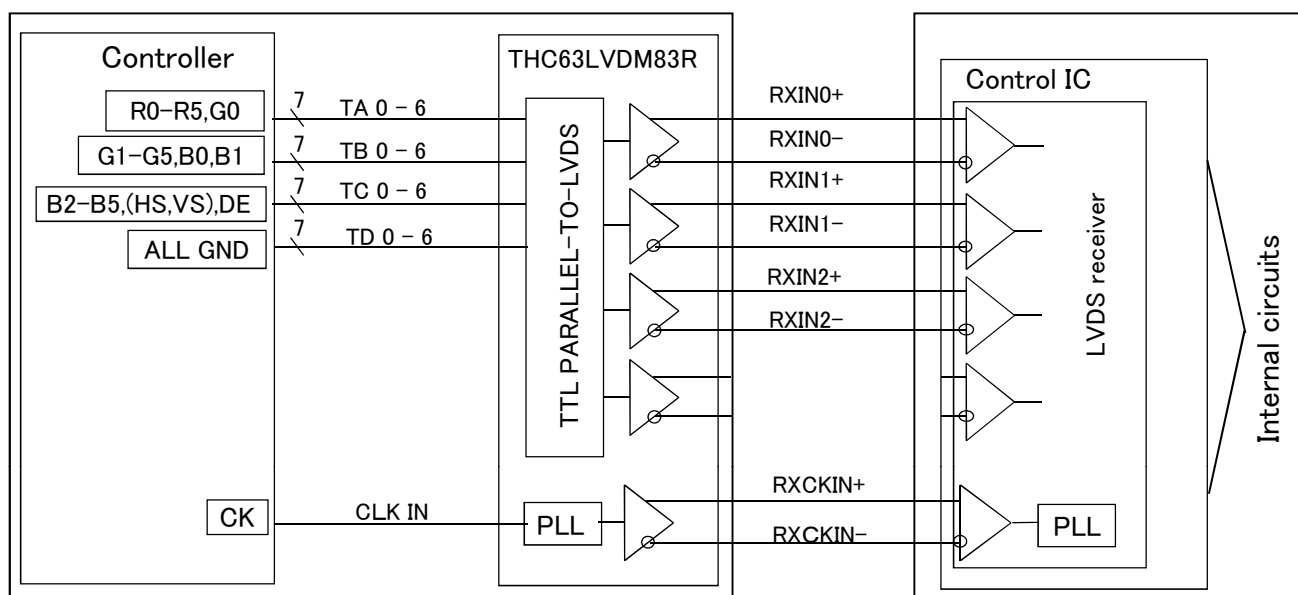 Controller
THC63LVDM83R
Control IC
R0-R5,G0
7
TA 0 - 6
RXIN0+
RXIN0-
G1-G5,B0,B1
7
TB 0 - 6
RXIN1+
RXIN1-
B2-B5,(HS,VS),DE
7
TC 0 - 6
RXIN2+
RXIN2-
ALL GND
7
TD 0 - 6
TTL PARALLEL-TO-LVDS
LVDS receiver
Internal circuits
CK
CLK IN
PLL
RXCKIN+
RXCKIN-
PLL